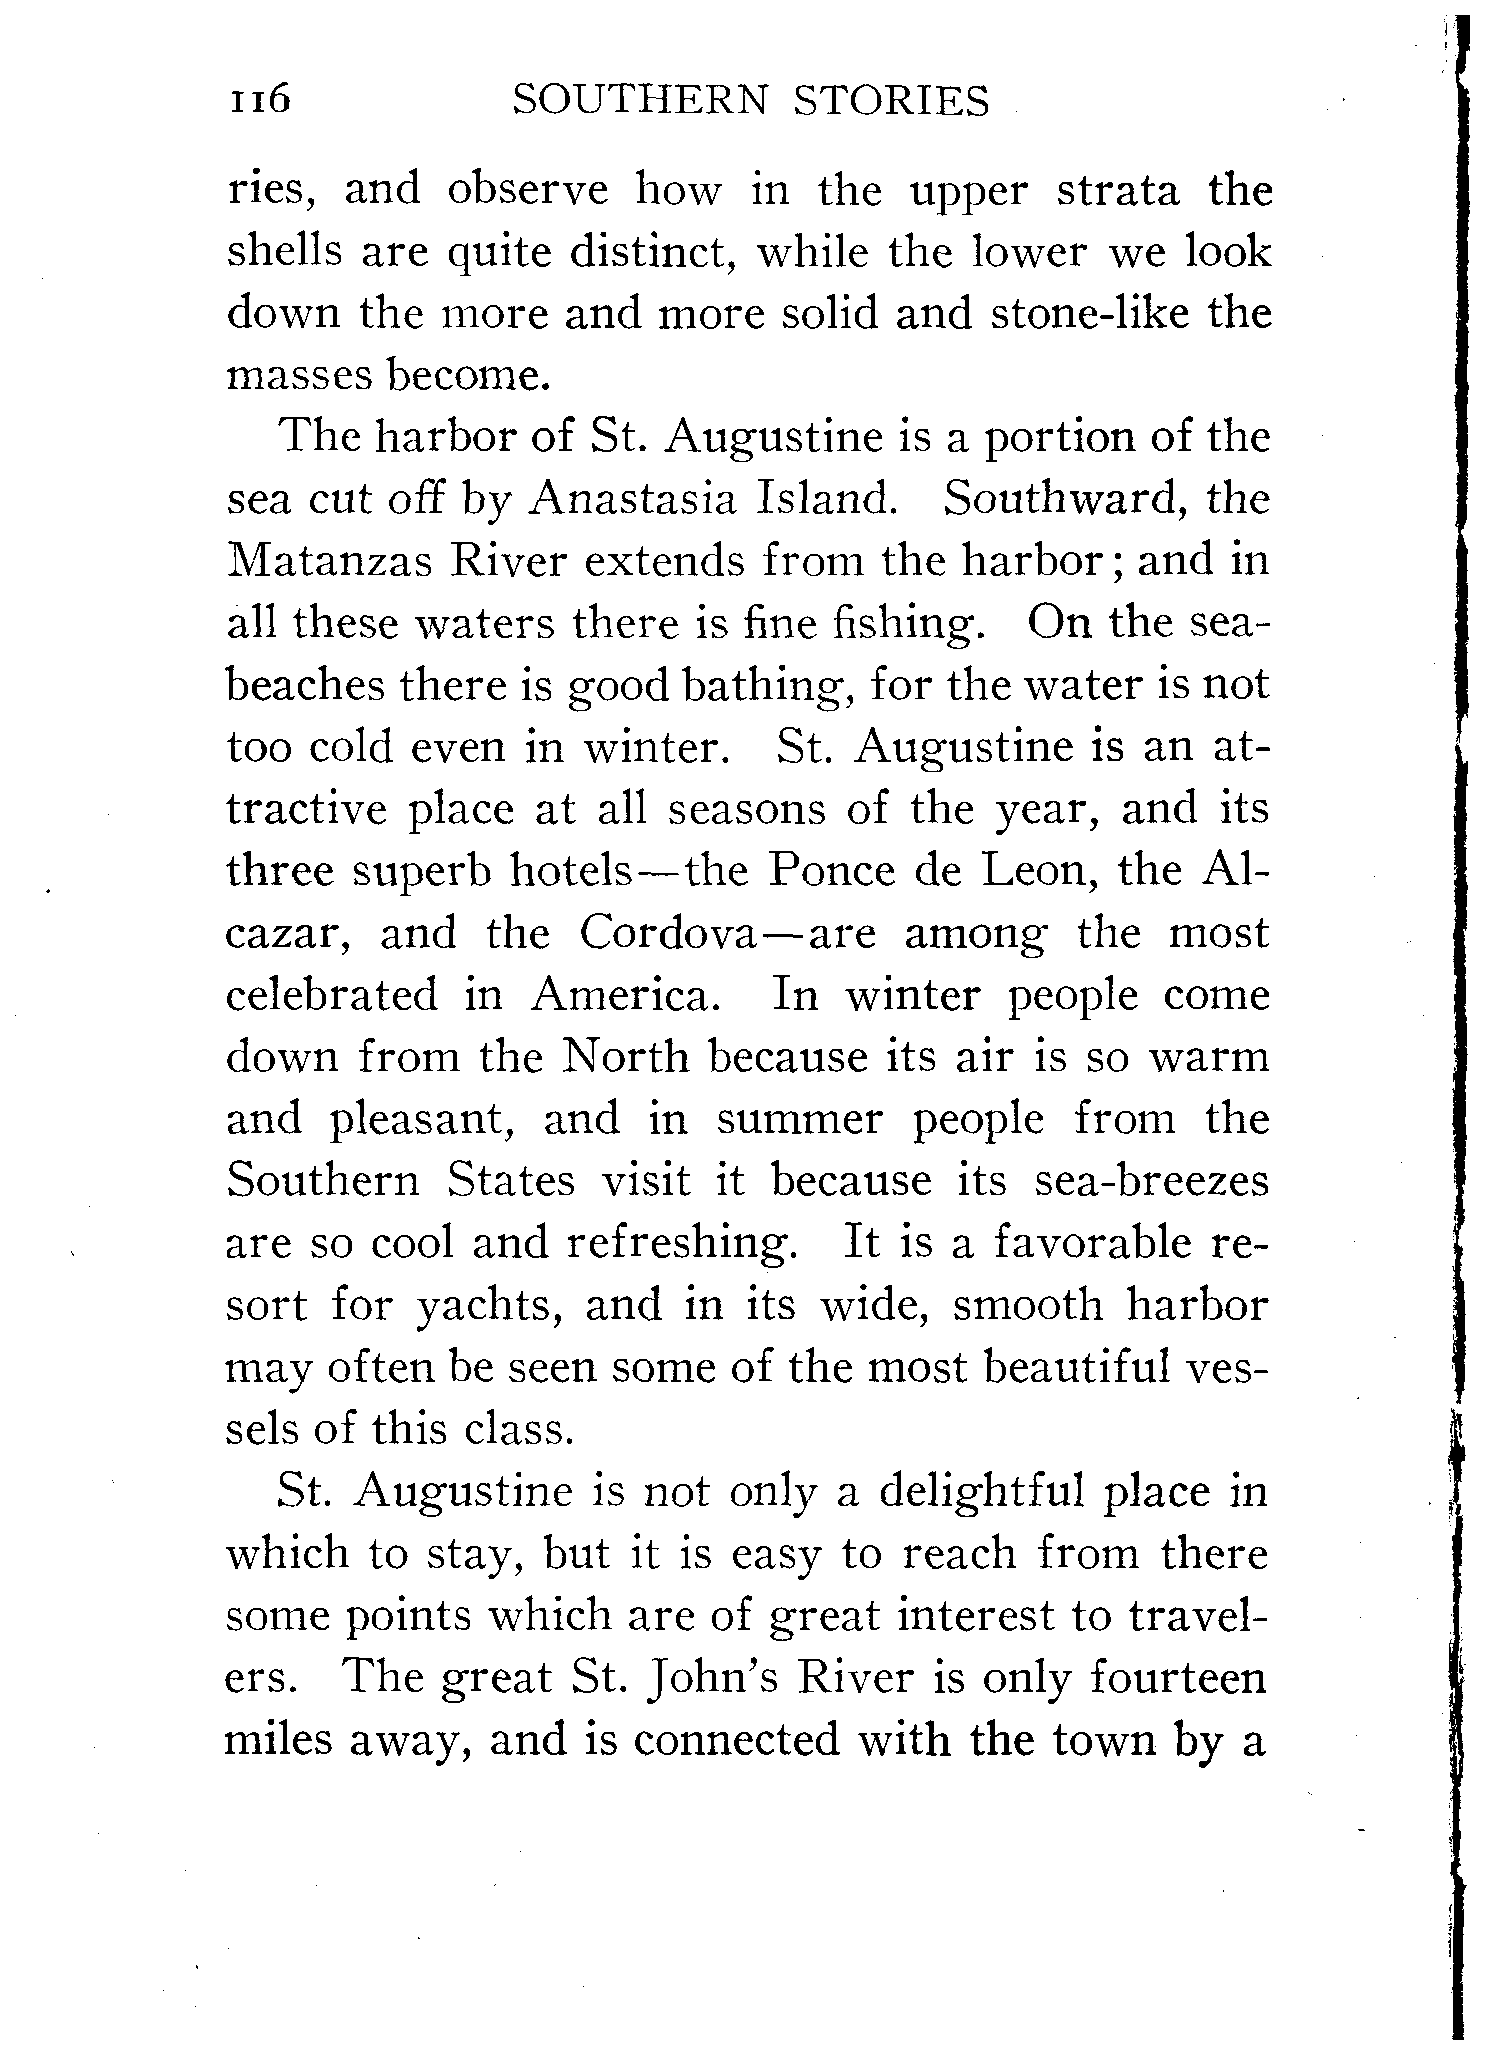 116 SOUTHERN STORIES
ries, and observe how in the upper strata the
shells are quite distinct, while the lower we look
down the more and more solid and stone-like the
masses become.
The harbor of St. Augustine is a portion of the
sea cut off by Anastasia Island. Southward, the
Matanzas River extends from the harbor; and in
all these waters there is fine fishing. On the sea-
beaches there is good bathing, for the water is not
too cold even in winter. St. Augustine is an at-
tractive place at all seasons of the year, and its
three superb hotels—the Ponce de Leon, the Al-
cazar, and the Cordova—are among the most
celebrated in America. In winter people come
down from the North because its air is so warm
and pleasant, and in summer people from the
Southern States visit it because its sea-breezes
are so cool and refreshing. It is a favorable re-
sort for yachts, and in its wide, smooth harbor
may often be seen some of the most beautiful ves-
sels of this class.
St. Augustine is not only a delightful place in
which to stay, but it is easy to reach from there
some points which are of great interest to travel-
ers. The great St. John's River is only fourteen
miles away, and is connected with the town by a